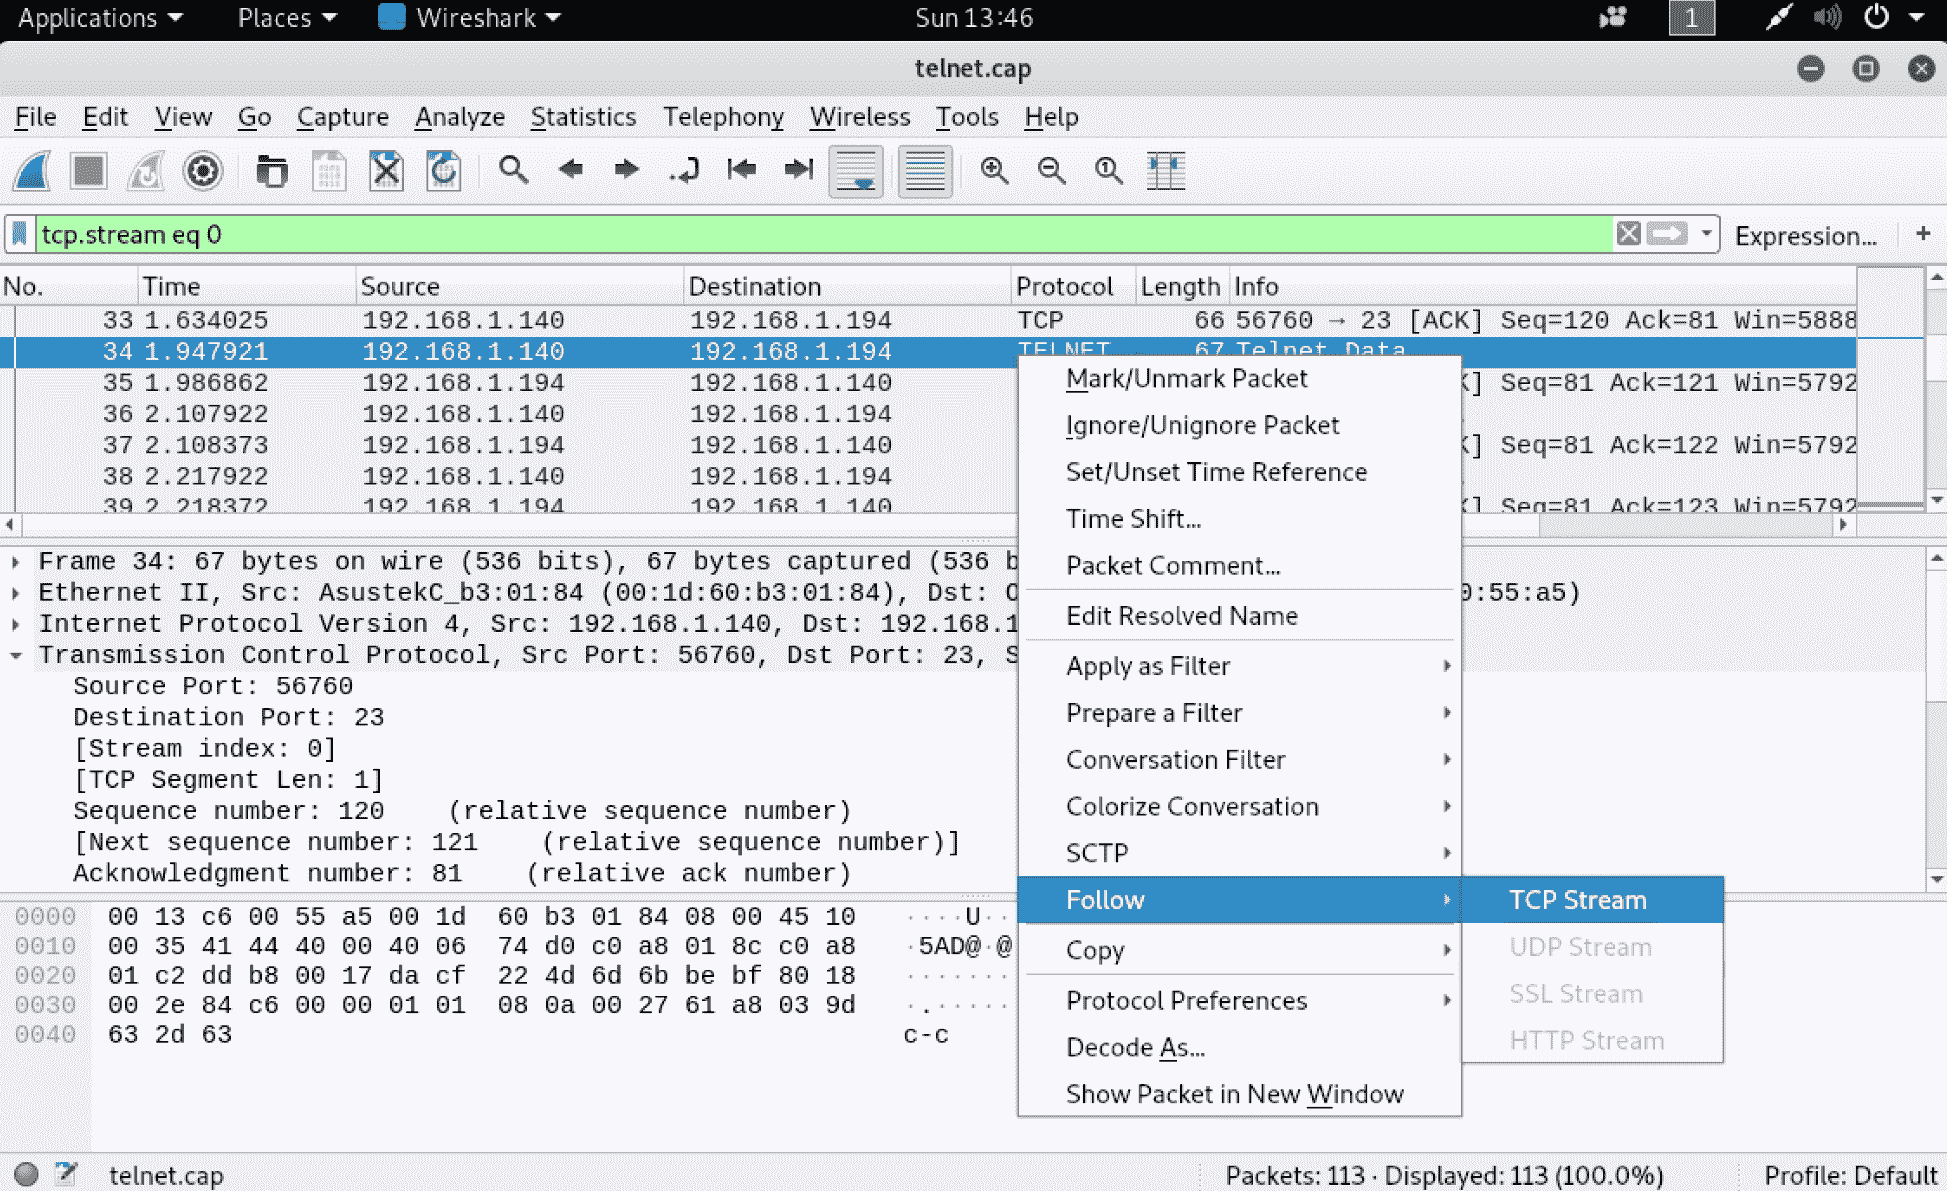 Applications Places Wireshark Sun 13:46 1
telnet.cap
File Edit View Go Capture Analyze Statistics Telephony Wireless Tools Help
tcp.stream eq 0 Expression... +
No. Time Source Destination Protocol Length Info
33 1.634025 192.168.1.140 192.168.1.194 TCP 66 56760 → 23 [ACK] Seq=120 Ack=81 Win=5888
34 1.947921 192.168.1.140 192.168.1.194 TELNET 67 Telnet Data
35 1.986862 192.168.1.194 192.168.1.140 K] Seq=81 Ack=121 Win=5792
36 2.107922 192.168.1.140 192.168.1.194
37 2.108373 192.168.1.194 192.168.1.140 K] Seq=81 Ack=122 Win=5792
38 2.217922 192.168.1.140 192.168.1.194
39 2.218372 192.168.1.194 192.168.1.140 K] Seq=81 Ack=123 Win=5792
Frame 34: 67 bytes on wire (536 bits), 67 bytes captured (536 b
Ethernet II, Src: AsustekC_b3:01:84 (00:1d:60:b3:01:84), Dst: C 0:55:a5)
Internet Protocol Version 4, Src: 192.168.1.140, Dst: 192.168.1
Transmission Control Protocol, Src Port: 56760, Dst Port: 23, S
Source Port: 56760
Destination Port: 23
[Stream index: 0]
[TCP Segment Len: 1]
Sequence number: 120 (relative sequence number)
[Next sequence number: 121 (relative sequence number)]
Acknowledgment number: 81 (relative ack number)
0000 00 13 c6 00 55 a5 00 1d 60 b3 01 84 08 00 45 10 ····U··
0010 00 35 41 44 40 00 40 06 74 d0 c0 a8 01 8c c0 a8 ·5AD@·@
0020 01 c2 dd b8 00 17 da cf 22 4d 6d 6b be bf 80 18 ·······
0030 00 2e 84 c6 00 00 01 01 08 0a 00 27 61 a8 03 9d ·.·····
0040 63 2d 63 c-c
Mark/Unmark Packet
Ignore/Unignore Packet
Set/Unset Time Reference
Time Shift...
Packet Comment...
Edit Resolved Name
Apply as Filter
Prepare a Filter
Conversation Filter
Colorize Conversation
SCTP
Follow
Copy
Protocol Preferences
Decode As...
Show Packet in New Window
TCP Stream
UDP Stream
SSL Stream
HTTP Stream
telnet.cap Packets: 113 · Displayed: 113 (100.0%) Profile: Default